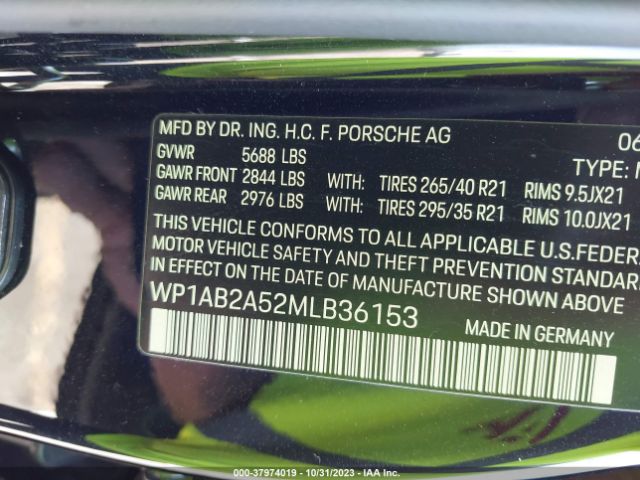 MFD BY DR. ING. H.C. F. PORSCHE AG 06
GVWR 5688 LBS TYPE:
GAWR FRONT 2844 LBS WITH: TIRES 265/40 R21 RIMS 9.5JX21
GAWR REAR 2976 LBS WITH: TIRES 295/35 R21 RIMS 10.0JX21
THIS VEHICLE CONFORMS TO ALL APPLICABLE U.S.FEDER
MOTOR VEHICLE SAFETY AND THEFT PREVENTION STANDAR
IN EFFECT ON THE DATE OF MANUFACTURE SHOWN ABOVE
WP1AB2A52MLB36153
MADE IN GERMANY
000-37974019 - 10/31/2023 - IAA Inc.